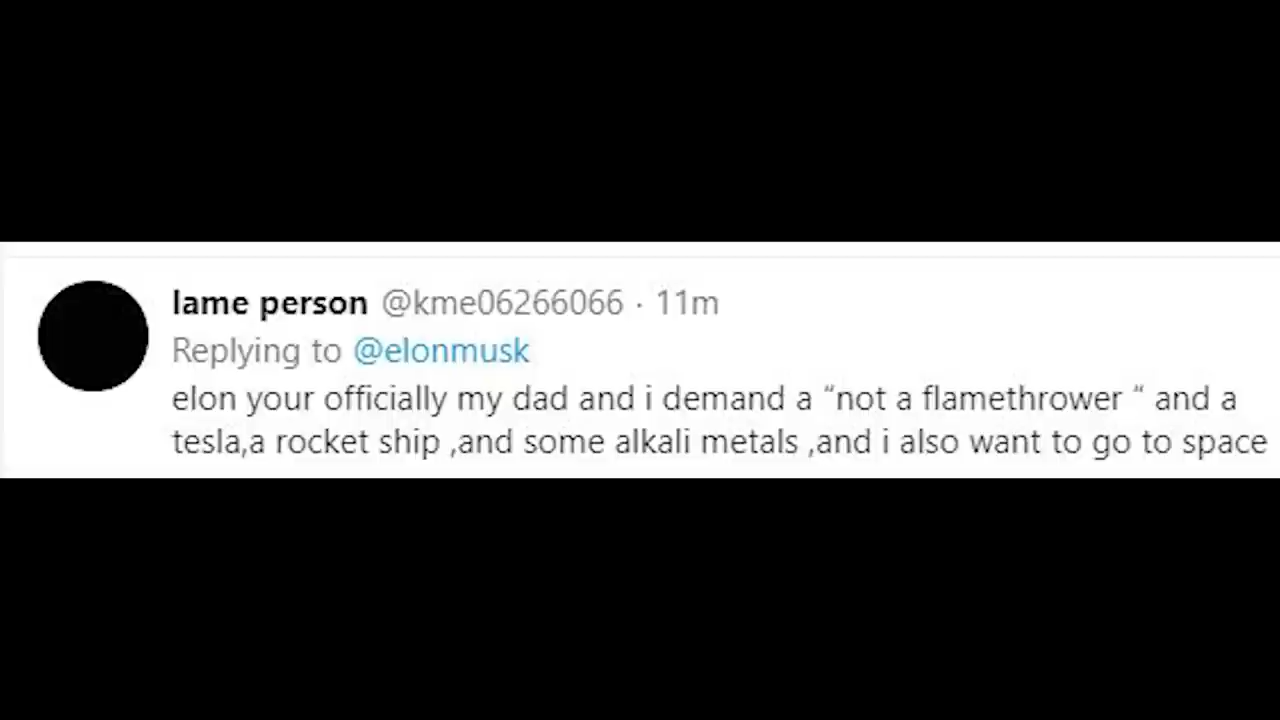 lame person @kme06266066 · 11m
Replying to @elonmusk
elon your officially my dad and i demand a “not a flamethrower “ and a
tesla,a rocket ship ,and some alkali metals ,and i also want to go to space